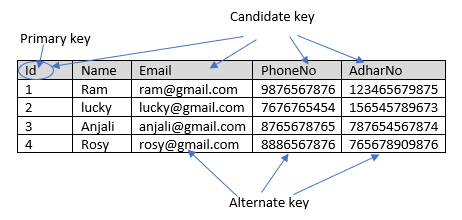 Candidate key
Primary key
Id Name Email PhoneNo AdharNo
1 Ram ram@gmail.com 9876567876 123465679875
2 lucky lucky@gmail.com 7676765454 156545789673
3 Anjali anjali@gmail.com 8765678765 787654567874
4 Rosy rosy@gmail.com 8886567876 765678909876
Alternate key